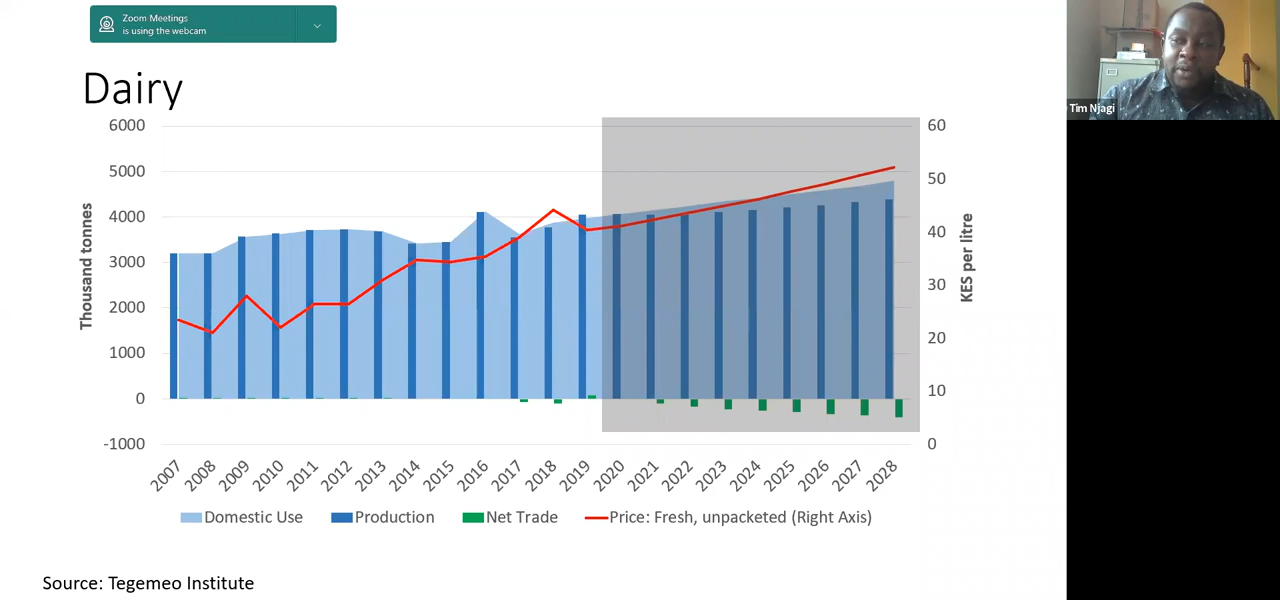 Zoom Meetings
is using the webcam
Tim Njagi
Dairy
6000
5000
4000
3000
2000
1000
0
-1000
Thousand tonnes
60
50
40
30
20
10
0
KES per litre
2007 2008 2009 2010 2011 2012 2013 2014 2015 2016 2017 2018 2019 2020 2021 2022 2023 2024 2025 2026 2027 2028
Domestic Use Production Net Trade Price: Fresh, unpacketed (Right Axis)
Source: Tegemeo Institute